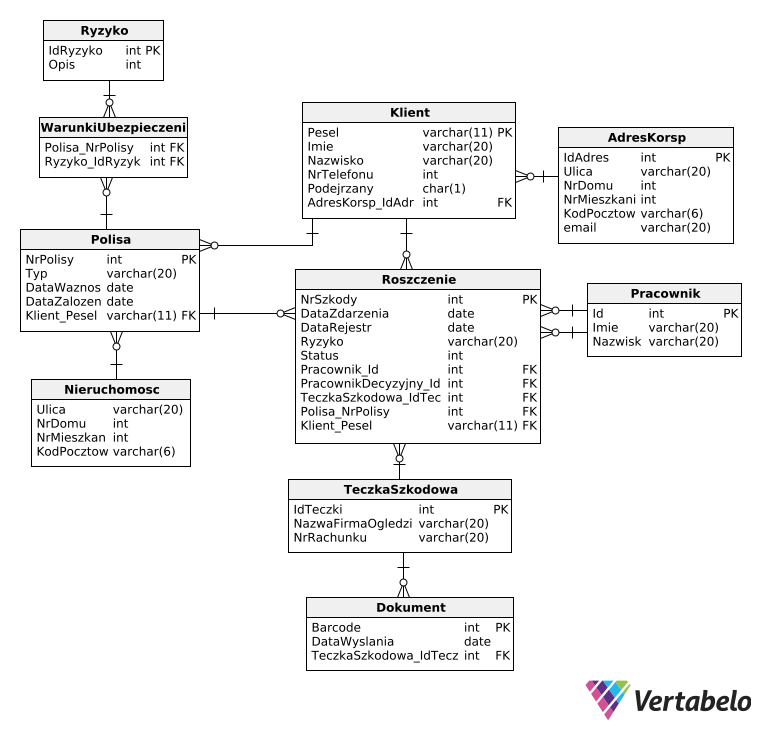 Ryzyko
IdRyzyko int PK
Opis int
WarunkiUbezpieczeni
Polisa_NrPolisy int FK
Ryzyko_IdRyzyk int FK
Klient
Pesel varchar(11) PK
Imie varchar(20)
Nazwisko varchar(20)
NrTelefonu int
Podejrzany char(1)
AdresKorsp_IdAdr int FK
AdresKorsp
IdAdres int PK
Ulica varchar(20)
NrDomu int
NrMieszkani int
KodPocztow varchar(6)
email varchar(20)
Polisa
NrPolisy int PK
Typ varchar(20)
DataWaznos date
DataZalozen date
Klient_Pesel varchar(11) FK
Roszczenie
NrSzkody int PK
DataZdarzenia date
DataRejestr date
Ryzyko varchar(20)
Status int
Pracownik_Id int FK
PracownikDecyzyjny_Id int FK
TeczkaSzkodowa_IdTec int FK
Polisa_NrPolisy int FK
Klient_Pesel varchar(11) FK
Pracownik
Id int PK
Imie varchar(20)
Nazwisk varchar(20)
Nieruchomosc
Ulica varchar(20)
NrDomu int
NrMieszkan int
KodPocztow varchar(6)
TeczkaSzkodowa
IdTeczki int PK
NazwaFirmaOgledzi varchar(20)
NrRachunku varchar(20)
Dokument
Barcode int PK
DataWyslania date
TeczkaSzkodowa_IdTecz int FK
Vertabelo